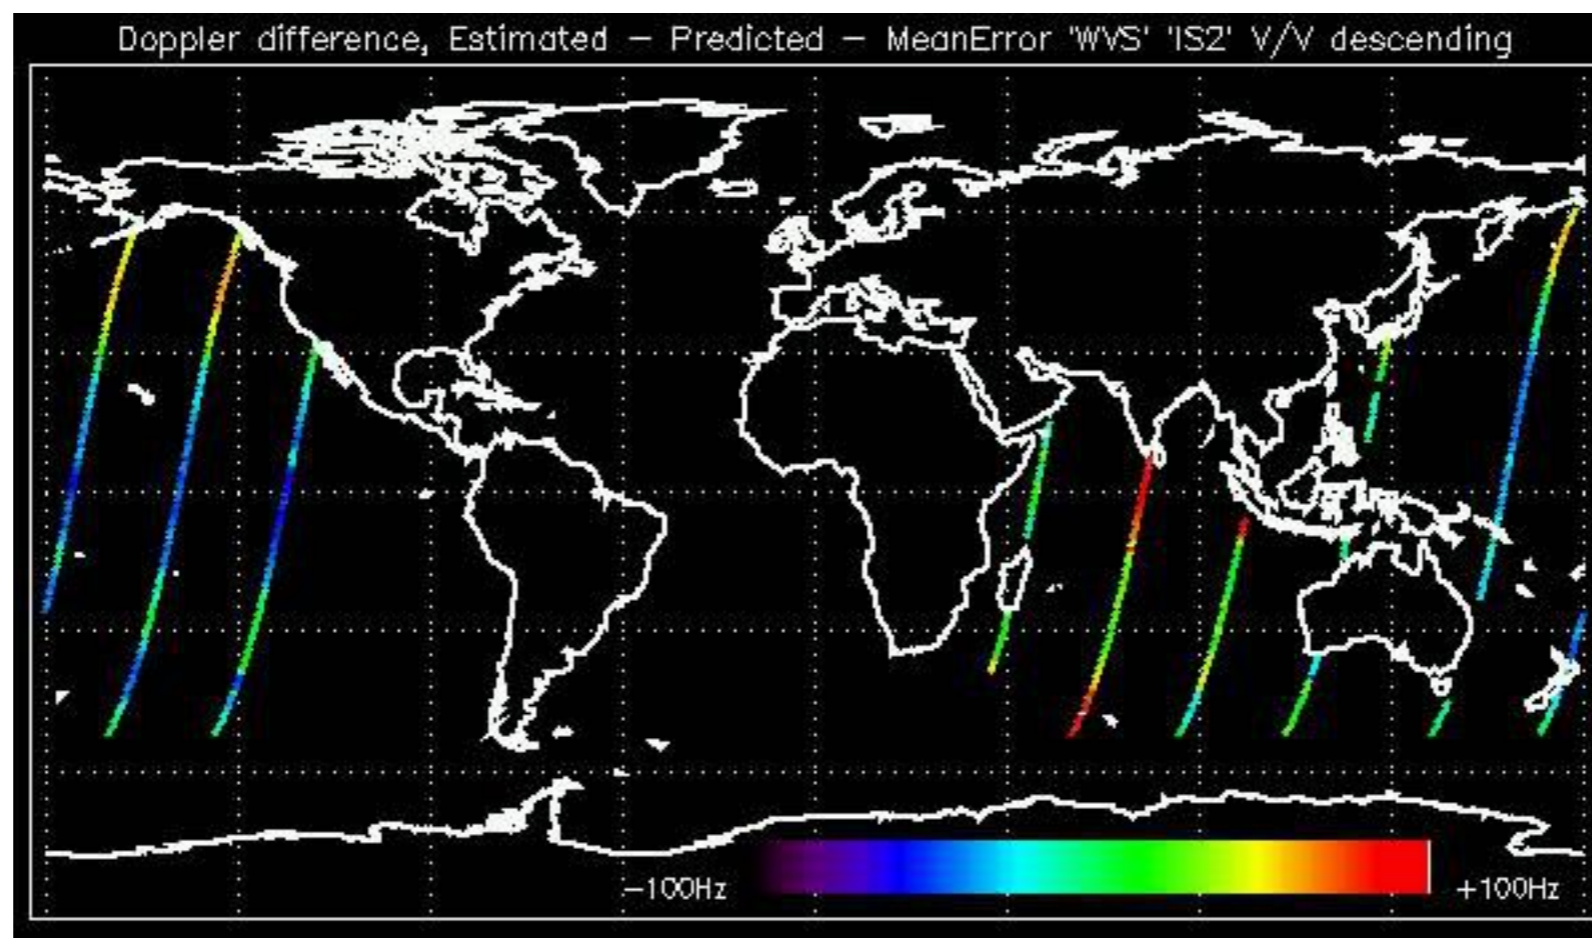 Doppler difference, Estimated - Predicted - MeanError 'WVS' 'IS2' V/V descending
-100Hz
+100Hz